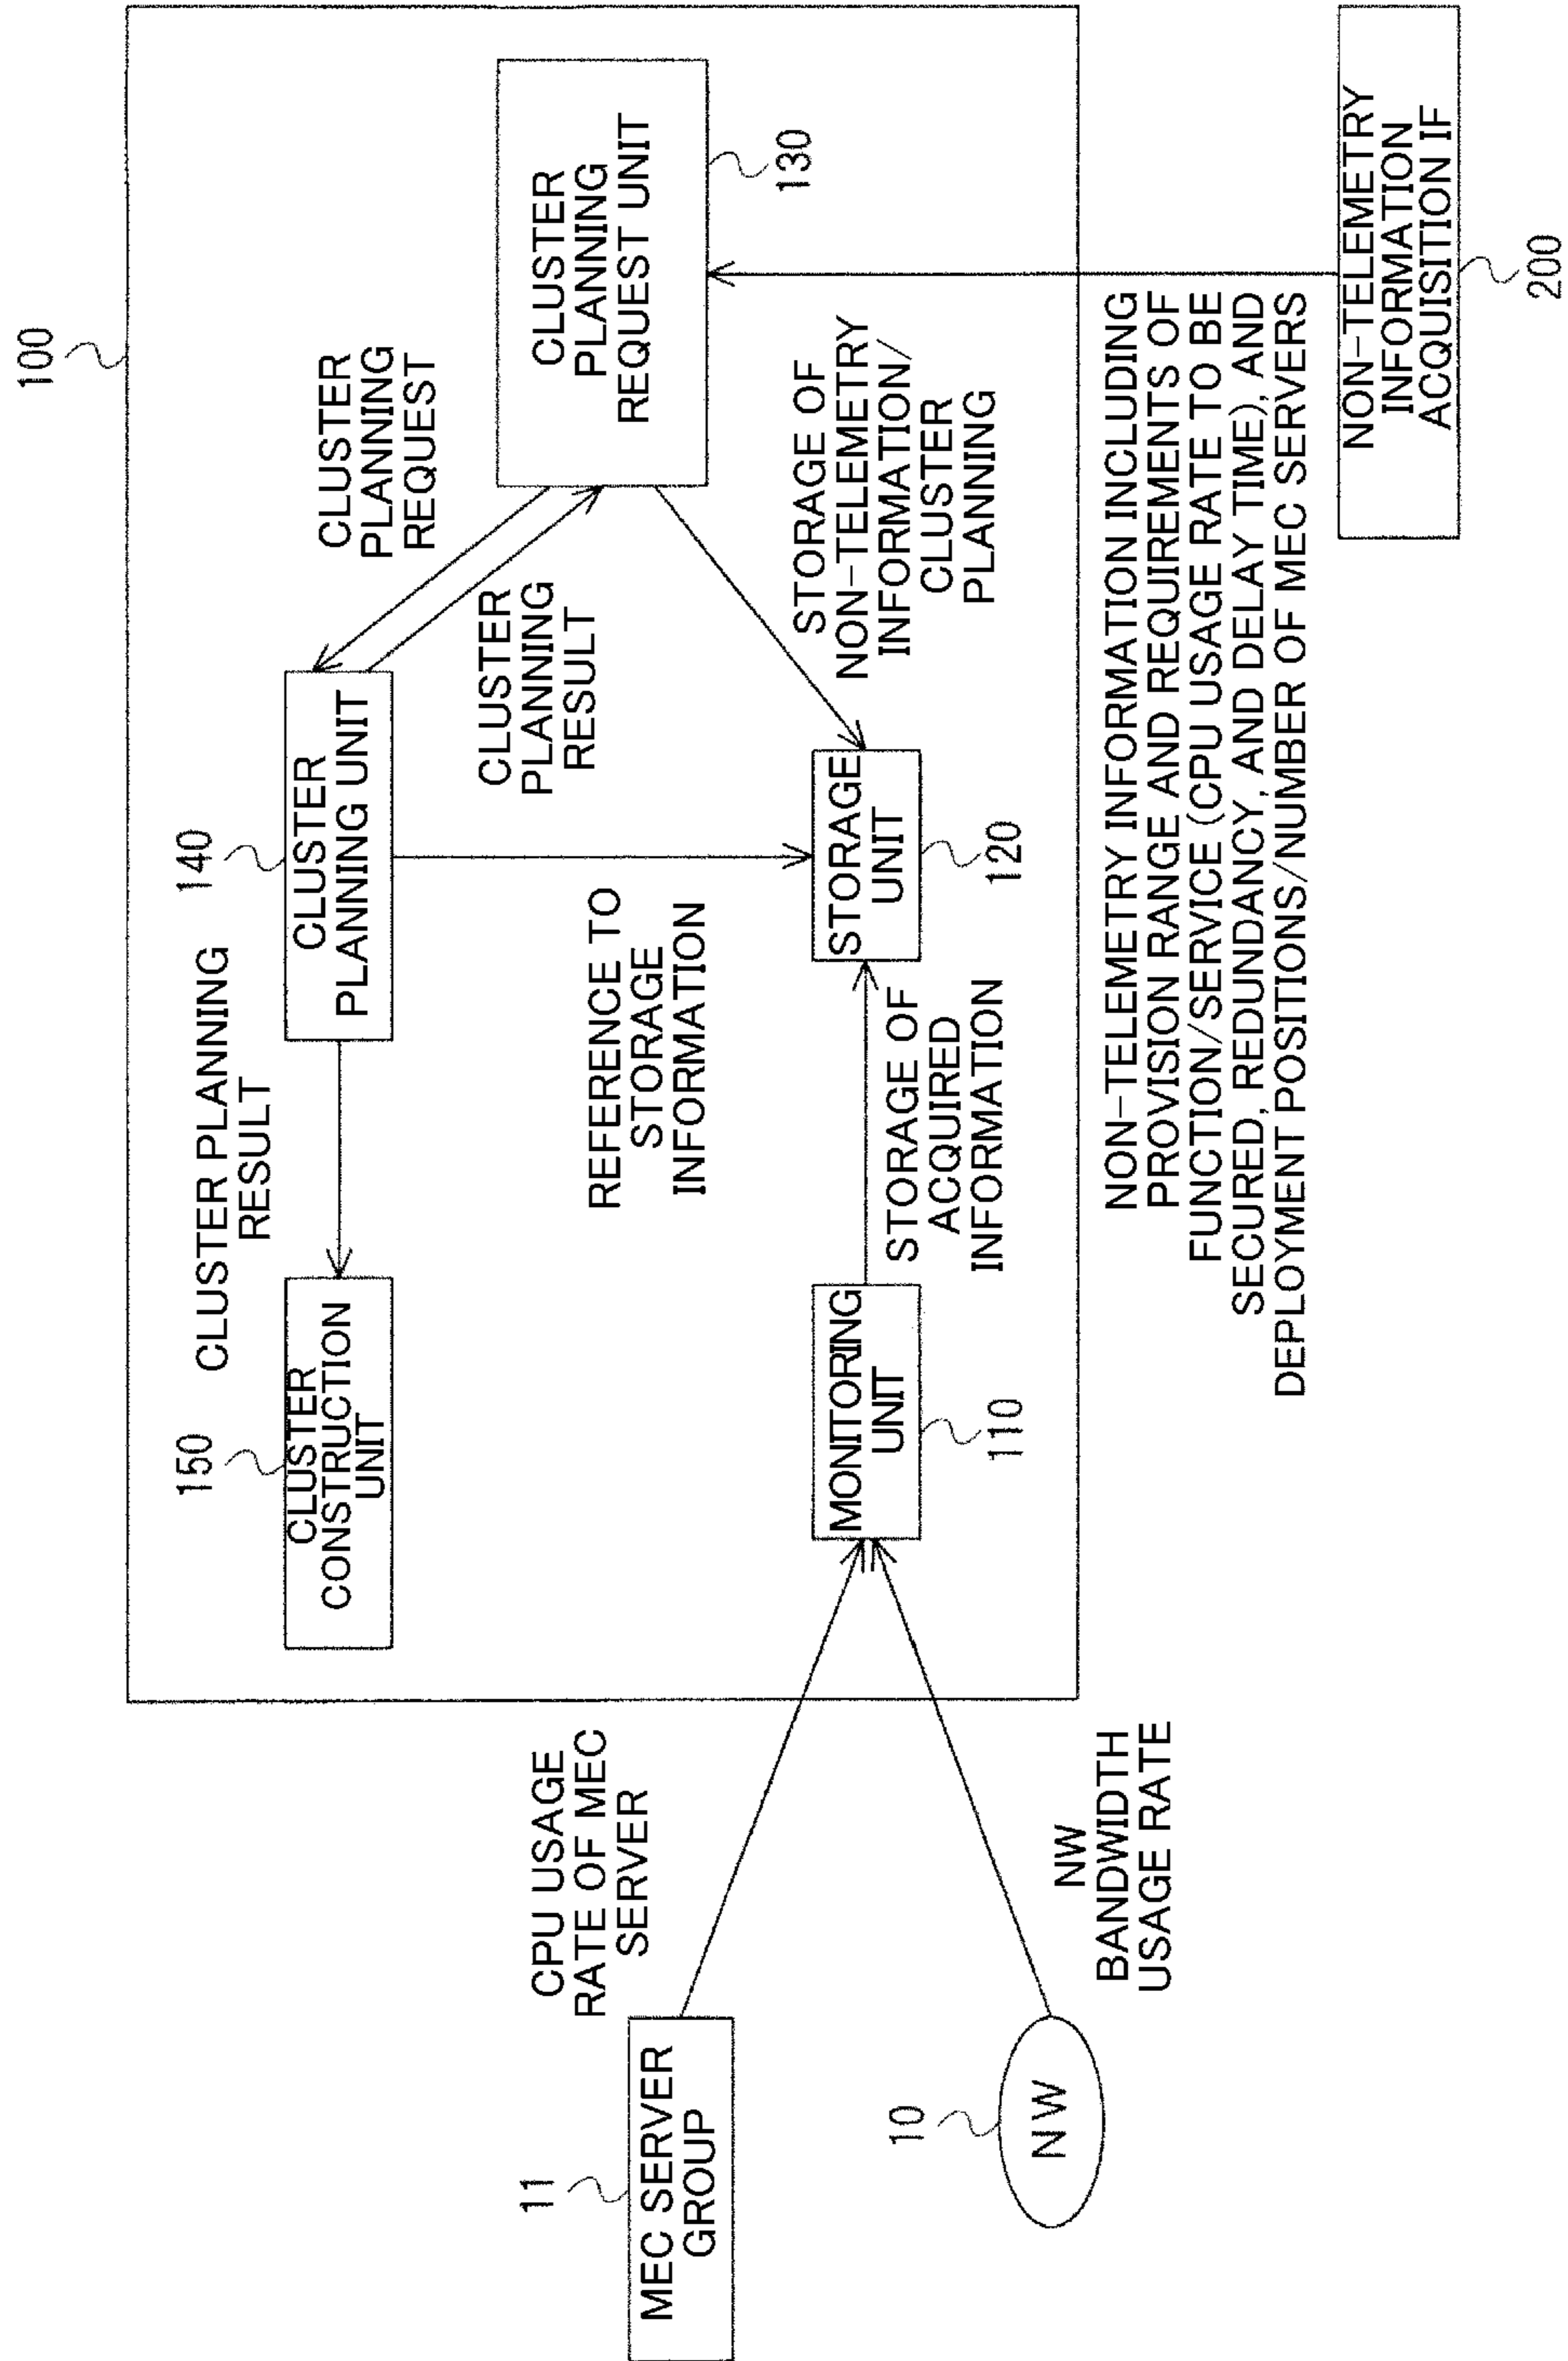 100
150
CLUSTER
CONSTRUCTION
UNIT
CLUSTER PLANNING
RESULT
140
CLUSTER
PLANNING UNIT
CLUSTER
PLANNING
REQUEST
CLUSTER
PLANNING
RESULT
CLUSTER
PLANNING
REQUEST UNIT
130
REFERENCE TO
STORAGE
INFORMATION
STORAGE OF
NON-TELEMETRY
INFORMATION/
CLUSTER
PLANNING
11
MEC SERVER
GROUP
CPU USAGE
RATE OF MEC
SERVER
MONITORING
UNIT
110
STORAGE OF
ACQUIRED
INFORMATION
STORAGE
UNIT
120
10
NW
NW
BANDWIDTH
USAGE RATE
NON-TELEMETRY INFORMATION INCLUDING
PROVISION RANGE AND REQUIREMENTS OF
FUNCTION/SERVICE (CPU USAGE RATE TO BE
SECURED, REDUNDANCY, AND DELAY TIME), AND
DEPLOYMENT POSITIONS/NUMBER OF MEC SERVERS
NON-TELEMETRY
INFORMATION
ACQUISITION IF
200